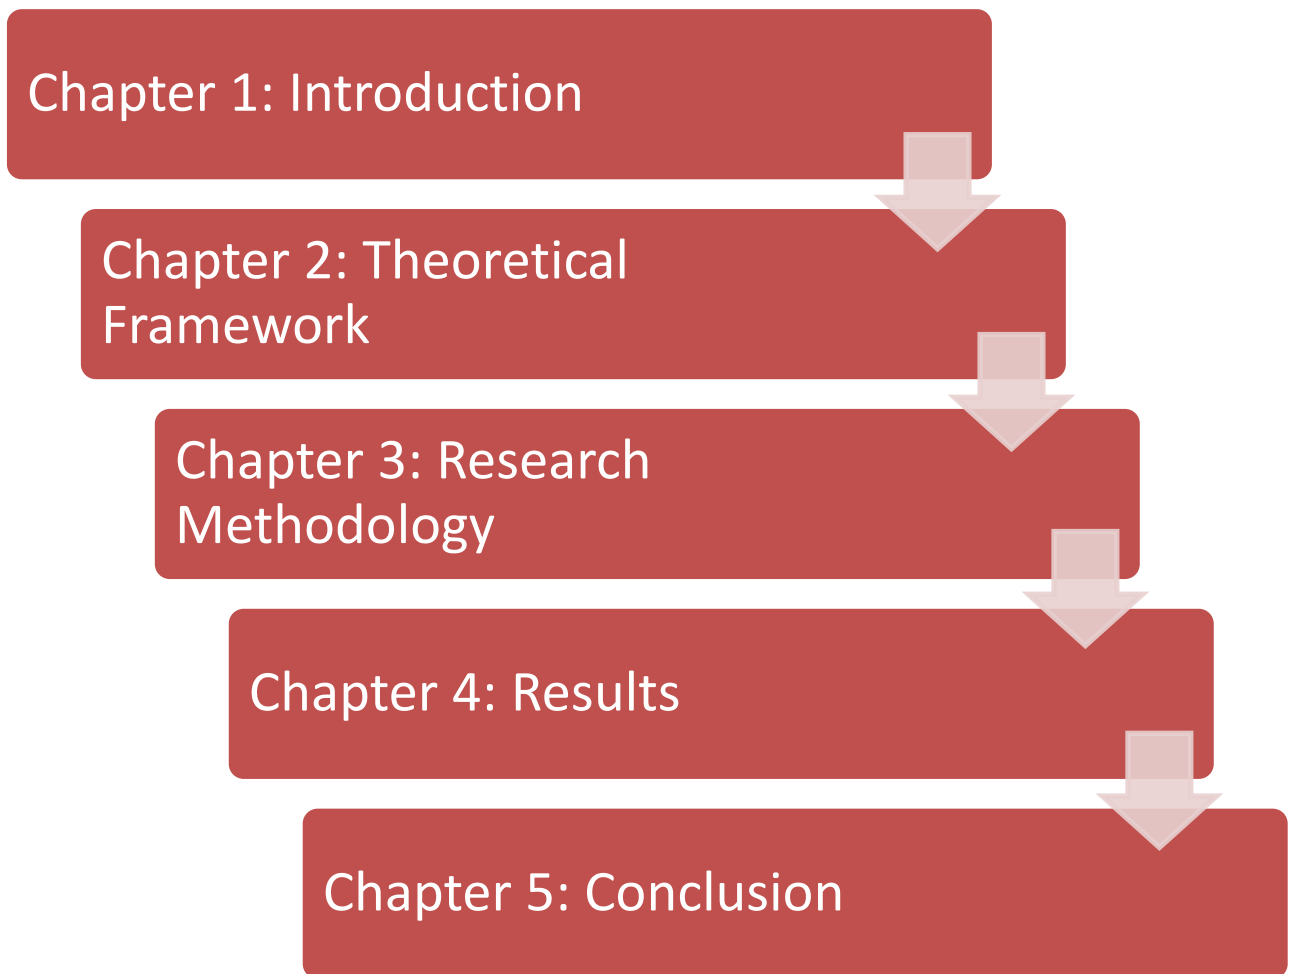 Chapter 1: Introduction
Chapter 2: Theoretical
Framework
Chapter 3: Research
Methodology
Chapter 4: Results
Chapter 5: Conclusion